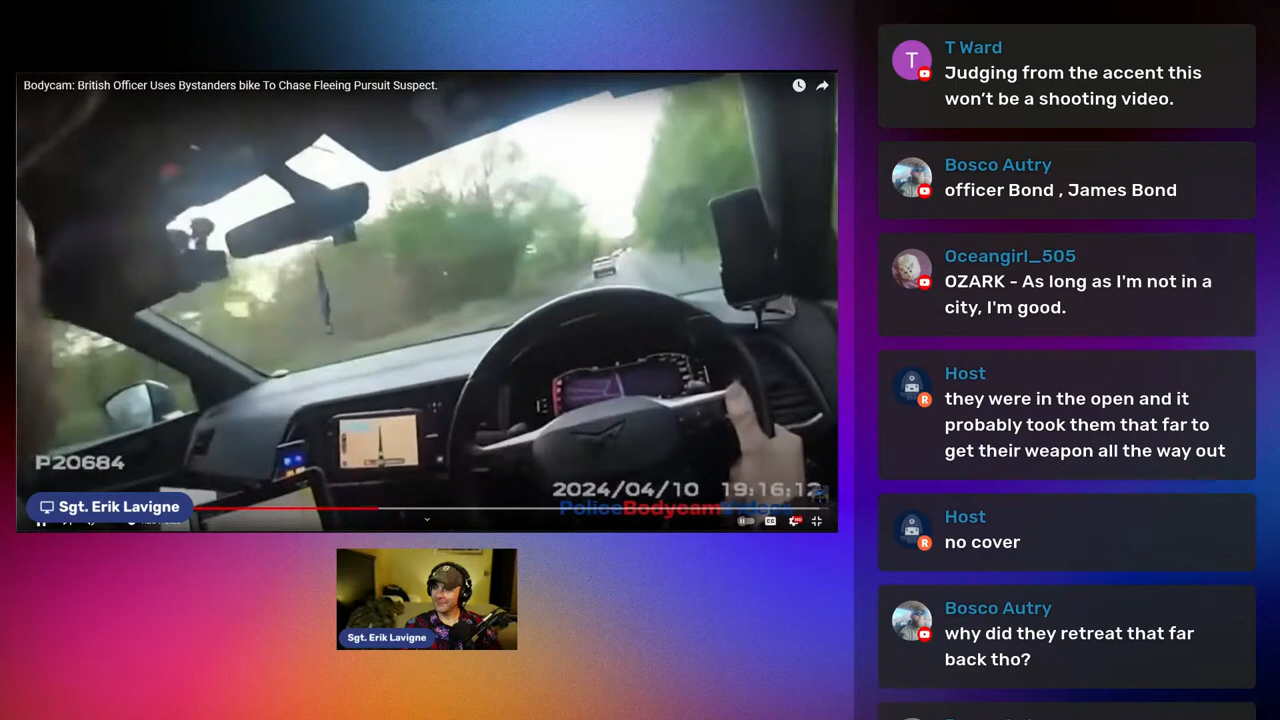 Bodycam: British Officer Uses Bystanders bike To Chase Fleeing Pursuit Suspect.
P20684
2024/04/10 19:16:12
PoliceBodycam
Sgt. Erik Lavigne
Sgt. Erik Lavigne
T
T Ward
Judging from the accent this
won’t be a shooting video.
Bosco Autry
officer Bond , James Bond
Oceangirl_505
OZARK - As long as I'm not in a
city, I'm good.
Host
they were in the open and it
probably took them that far to
get their weapon all the way out
Host
no cover
Bosco Autry
why did they retreat that far
back tho?